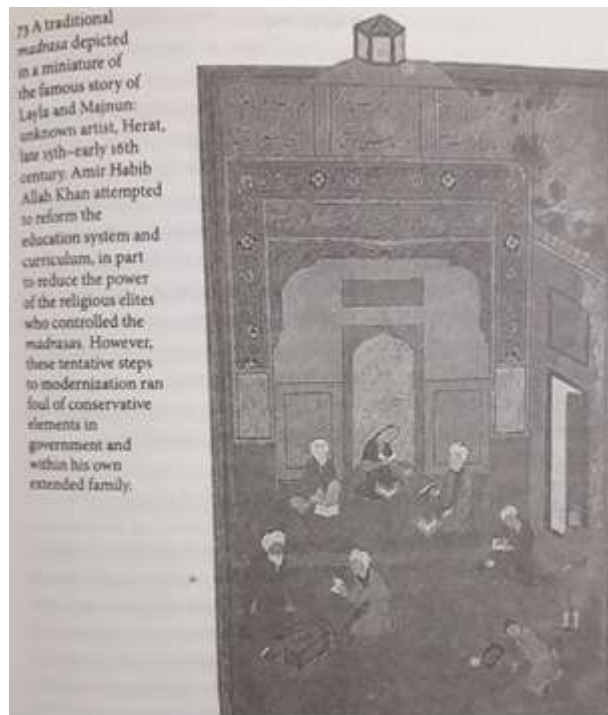 73 A traditional
madrasa depicted
in a miniature of
the famous story of
Layla and Majnun:
unknown artist, Herat,
late 15th–early 16th
century. Amir Habib
Allah Khan attempted
to reform the
education system and
curriculum, in part
to reduce the power
of the religious elites
who controlled the
madrasas. However,
these tentative steps
to modernization ran
foul of conservative
elements in
government and
within his own
extended family.